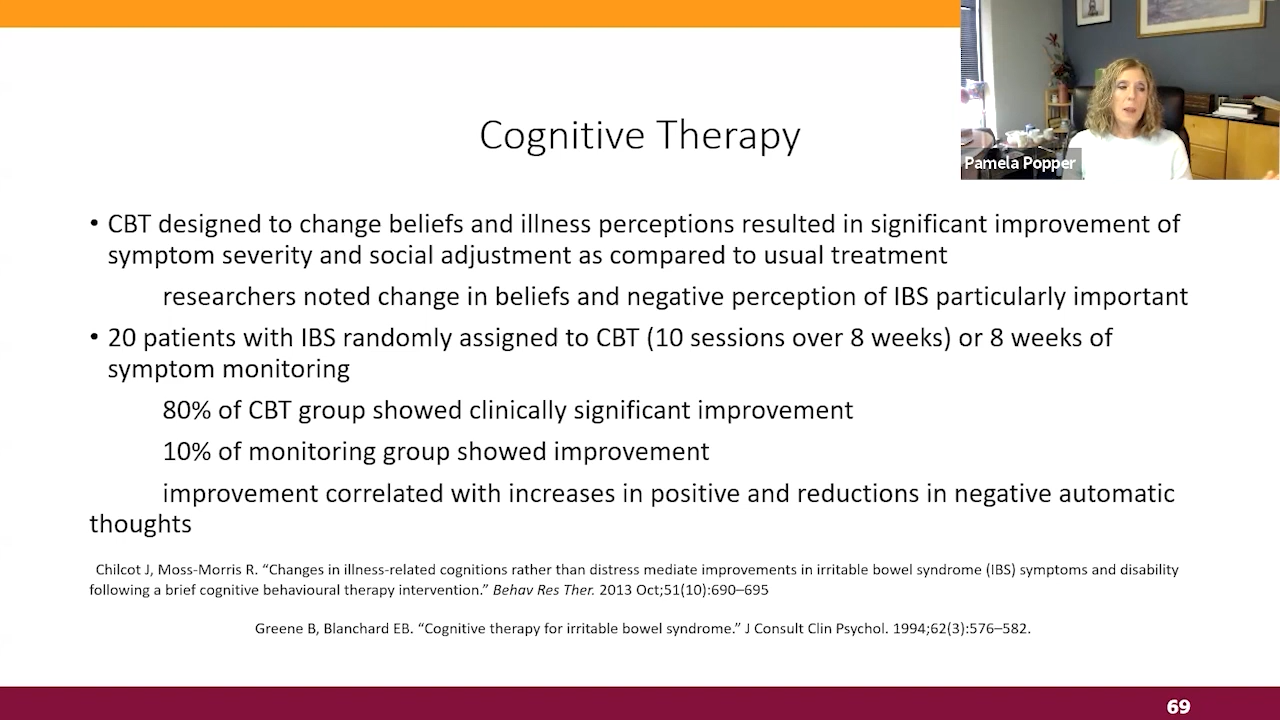 Cognitive Therapy
Pamela Popper
• CBT designed to change beliefs and illness perceptions resulted in significant improvement of
symptom severity and social adjustment as compared to usual treatment
researchers noted change in beliefs and negative perception of IBS particularly important
• 20 patients with IBS randomly assigned to CBT (10 sessions over 8 weeks) or 8 weeks of
symptom monitoring
80% of CBT group showed clinically significant improvement
10% of monitoring group showed improvement
improvement correlated with increases in positive and reductions in negative automatic
thoughts
Chilcot J, Moss-Morris R. “Changes in illness-related cognitions rather than distress mediate improvements in irritable bowel syndrome (IBS) symptoms and disability
following a brief cognitive behavioural therapy intervention.” Behav Res Ther. 2013 Oct;51(10):690–695
Greene B, Blanchard EB. “Cognitive therapy for irritable bowel syndrome.” J Consult Clin Psychol. 1994;62(3):576–582.
69